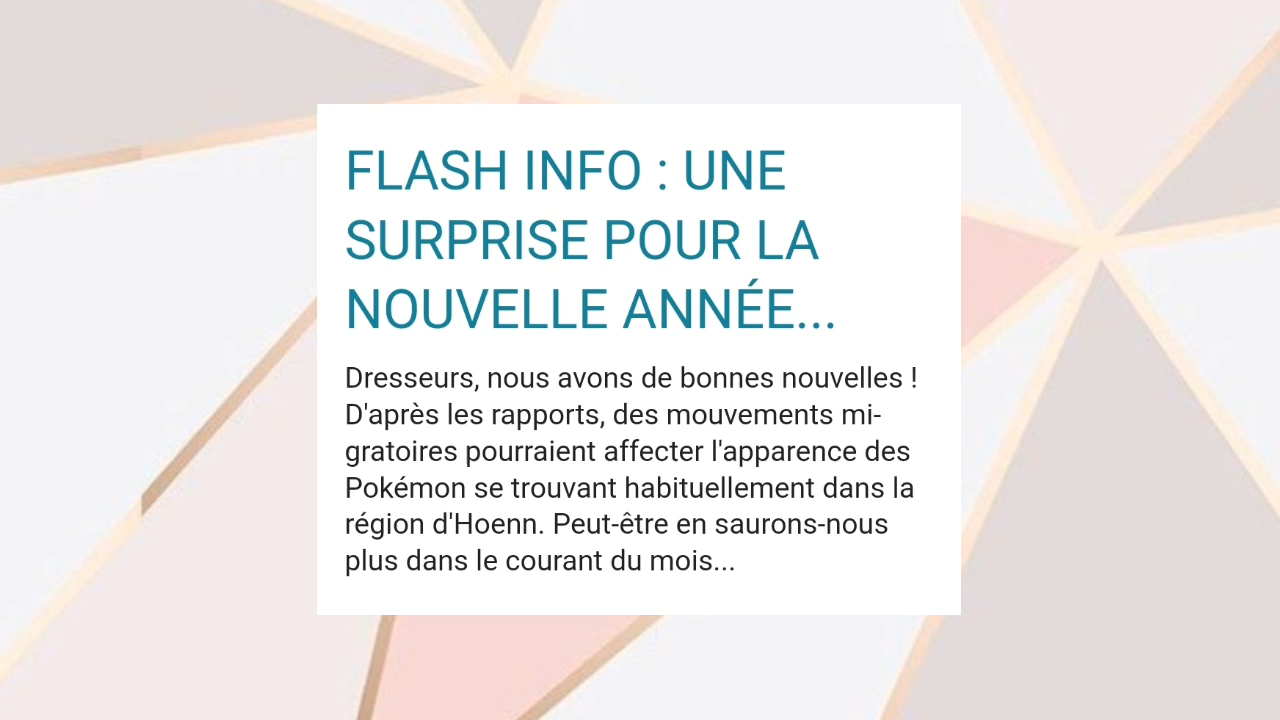 FLASH INFO : UNE
SURPRISE POUR LA
NOUVELLE ANNÉE...
Dresseurs, nous avons de bonnes nouvelles !
D'après les rapports, des mouvements mi-
gratoires pourraient affecter l'apparence des
Pokémon se trouvant habituellement dans la
région d'Hoenn. Peut-être en saurons-nous
plus dans le courant du mois...